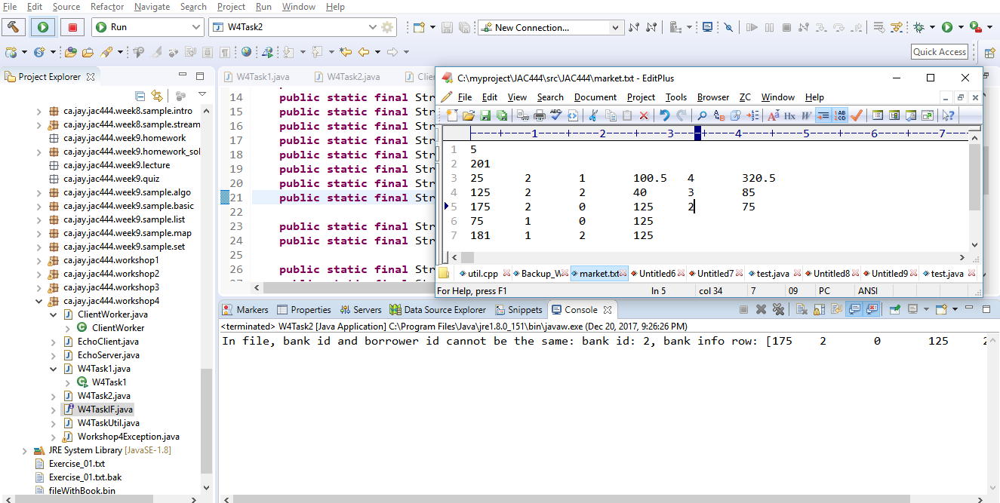 File Edit Source Refactor Navigate Search Project Run Window Help
Run W4Task2 New Connection...
Quick Access
Project Explorer
ca.jay.jac444.week8.sample.intro
ca.jay.jac444.week8.sample.stream
ca.jay.jac444.week9.homework
ca.jay.jac444.week9.homework_sol
ca.jay.jac444.week9.lecture
ca.jay.jac444.week9.quiz
ca.jay.jac444.week9.sample.algo
ca.jay.jac444.week9.sample.basic
ca.jay.jac444.week9.sample.list
ca.jay.jac444.week9.sample.map
ca.jay.jac444.week9.sample.set
ca.jay.jac444.workshop1
ca.jay.jac444.workshop2
ca.jay.jac444.workshop3
ca.jay.jac444.workshop4
ClientWorker.java
ClientWorker
EchoClient.java
EchoServer.java
W4Task1.java
W4Task1
W4Task2.java
W4TaskIF.java
W4TaskUtil.java
Workshop4Exception.java
JRE System Library [JavaSE-1.8]
Exercise_01.txt
Exercise_01.txt.bak
fileWithBook.bin
W4Task1.java W4Task2.java Clie
14 public static final Str
15 public static final Str
16 public static final Str
17 public static final Str
18 public static final Str
19 public static final Str
20 public static final Str
21 public static final Str
22
23 public static final Str
24 public static final Str
25
26 public static final Str
C:\myproject\JAC444\src\JAC444\market.txt - EditPlus
File Edit View Search Document Project Tools Browser ZC Window Help
----+----1----+----2----+----3----+----4----+----5----+----6----+----7----
1 5
2 201
3 25 2 1 100.5 4 320.5
4 125 2 2 40 3 85
5 175 2 0 125 2 75
6 75 1 0 125
7 181 1 2 125
util.cpp Backup_W market.txt Untitled6 Untitled7 test.java Untitled8 Untitled9 test.java
For Help, press F1 ln 5 col 34 7 09 PC ANSI
Markers Properties Servers Data Source Explorer Snippets Console
<terminated> W4Task2 [Java Application] C:\Program Files\Java\jre1.8.0_151\bin\javaw.exe (Dec 20, 2017, 9:26:26 PM)
In file, bank id and borrower id cannot be the same: bank id: 2, bank info row: [175 2 0 125 2